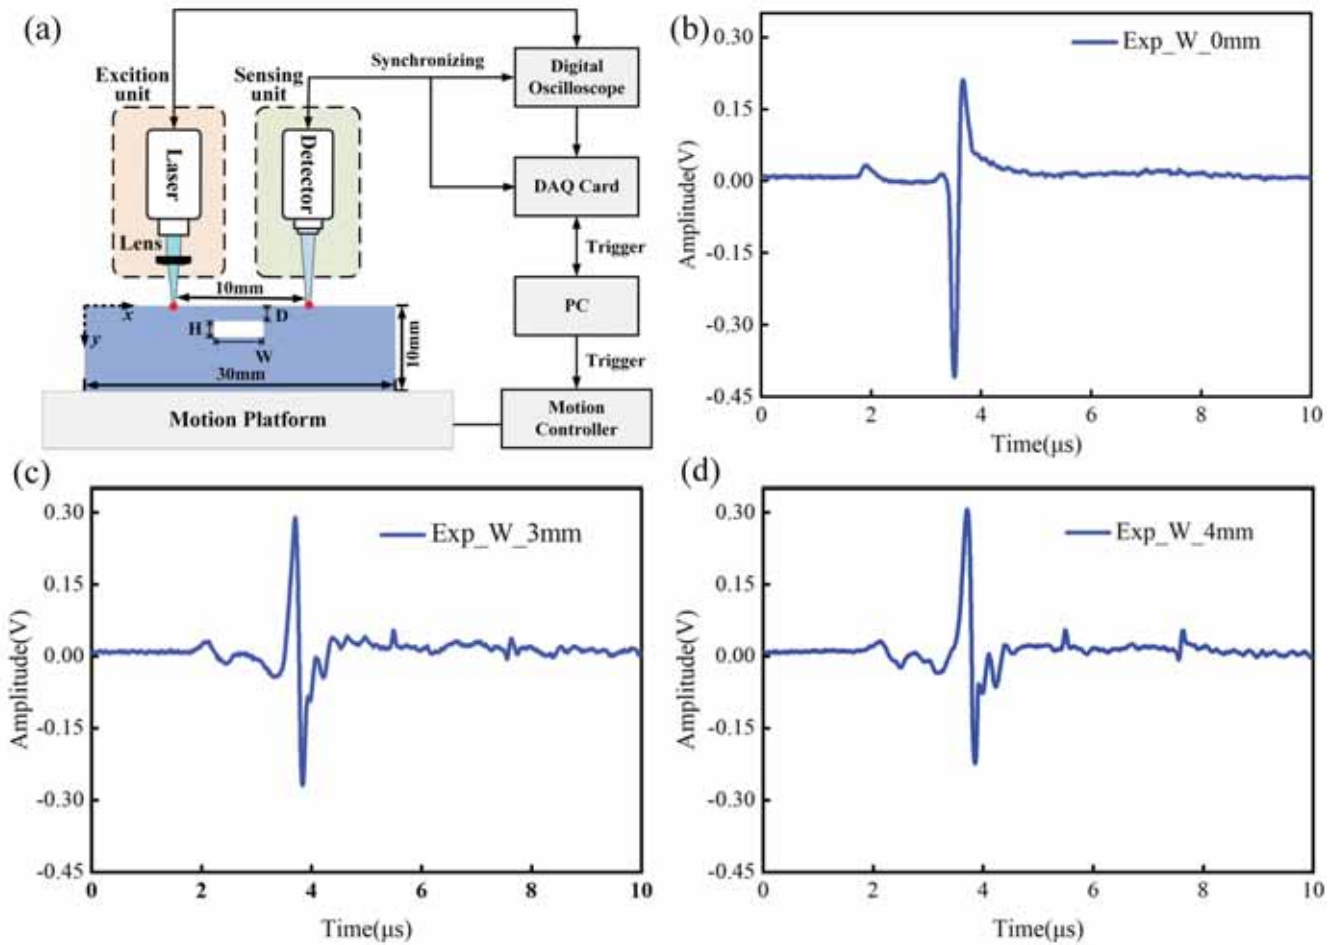 (a)
Excition
unit
Sensing
unit
Synchronizing
Digital
Oscilloscope
Laser
Detector
Lens
DAQ Card
Trigger
10mm
PC
x
y
H
D
W
10mm
30mm
Trigger
Motion Platform
Motion
Controller
(b)
Exp_W_0mm
Amplitude(V)
0.30
0.15
0.00
-0.15
-0.30
-0.45
0 2 4 6 8 10
Time(μs)
(c)
Exp_W_3mm
Amplitude(V)
0.30
0.15
0.00
-0.15
-0.30
-0.45
0 2 4 6 8 10
Time(μs)
(d)
Exp_W_4mm
Amplitude(V)
0.30
0.15
0.00
-0.15
-0.30
-0.45
0 2 4 6 8 10
Time(μs)